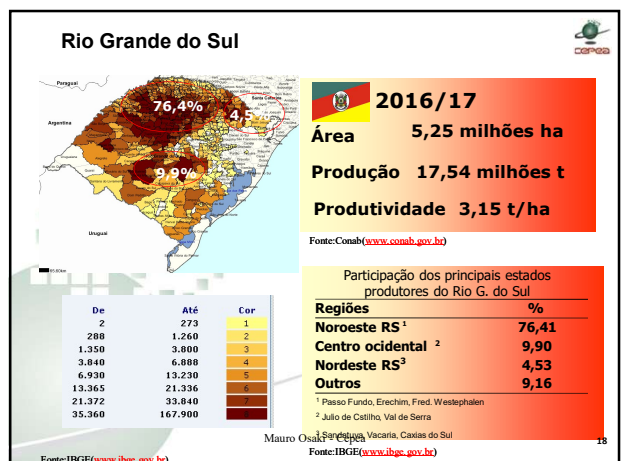 Rio Grande do Sul
CEPEA
Paraguai
Argentina
Santa Catarina
Uruguai
76,4%
4,5%
9,9%
2016/17
Área 5,25 milhões ha
Produção 17,54 milhões t
Produtividade 3,15 t/ha
Fonte:Conab(www.conab.gov.br)
De Até Cor
2 273 1
288 1.260 2
1.350 3.800 3
3.840 6.888 4
6.930 13.230 5
13.365 21.336 6
21.372 33.840 7
35.360 167.900
Fonte:IBGE(www.ibge.gov.br)
Participação dos principais estados
produtores do Rio G. do Sul
Regiões %
Noroeste RS¹ 76,41
Centro ocidental ² 9,90
Nordeste RS³ 4,53
Outros 9,16
¹ Passo Fundo, Erechim, Fred. Westephalen
² Julio de Cstilho, Val de Serra
³ Sandatuva, Vacaria, Caxias do Sul
Mauro Osaki - Cepea
18
Fonte:IBGE(www.ibge.gov.br)